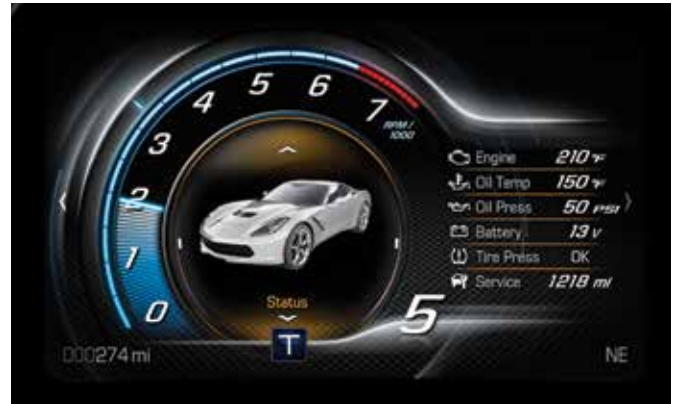 0
1
2
3
4
5
6
7
RPM /
1000
Engine 210 °F
Oil Temp 150 °F
Oil Press 50 PSI
Battery 13 V
Tire Press OK
Service 1218 mi
Status
5
T
000274 mi
NE